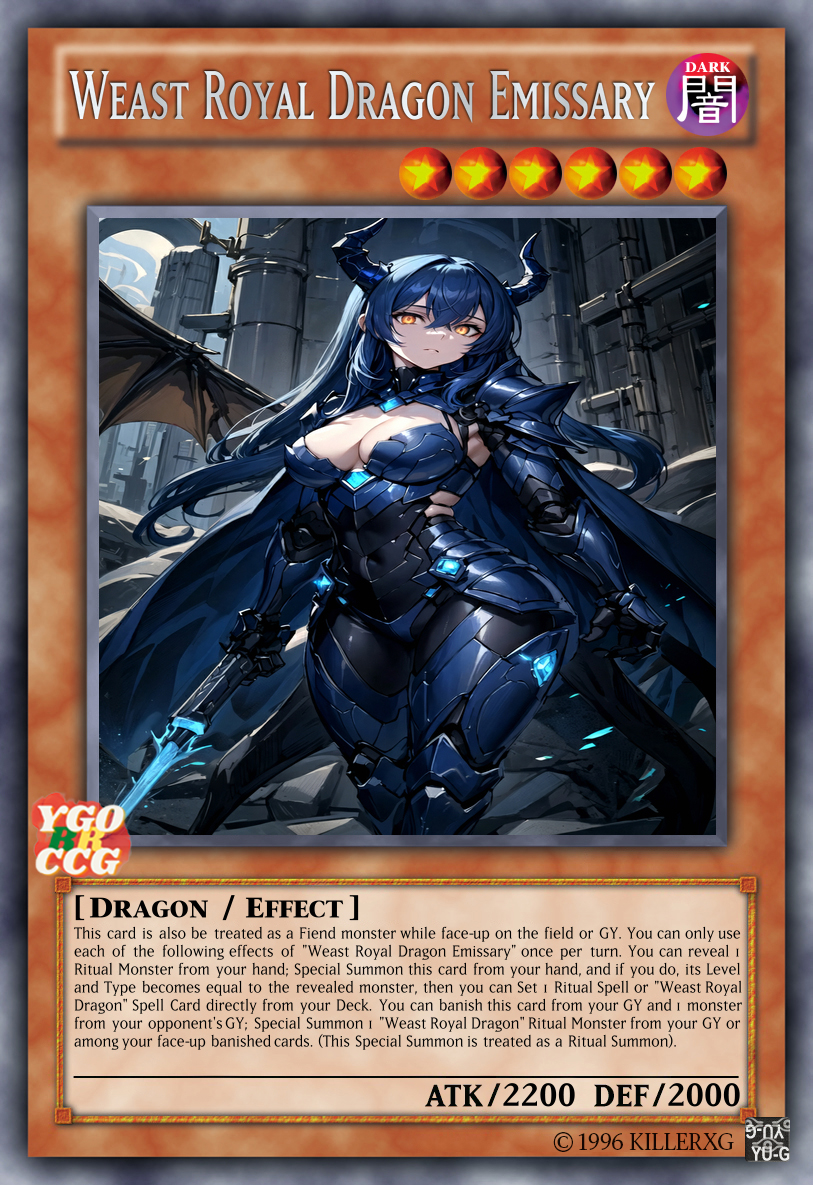 Weast Royal Dragon Emissary
DARK
闇
YGO
RR
CCG
[ Dragon / Effect ]
This card is also be treated as a Fiend monster while face-up on the field or GY. You can only use
each of the following effects of "Weast Royal Dragon Emissary" once per turn. You can reveal 1
Ritual Monster from your hand; Special Summon this card from your hand, and if you do, its Level
and Type becomes equal to the revealed monster, then you can Set 1 Ritual Spell or "Weast Royal
Dragon" Spell Card directly from your Deck. You can banish this card from your GY and 1 monster
from your opponent's GY; Special Summon 1 "Weast Royal Dragon" Ritual Monster from your GY or
among your face-up banished cards. (This Special Summon is treated as a Ritual Summon).
ATK/2200 DEF/2000
© 1996 KILLERXG
YU-G